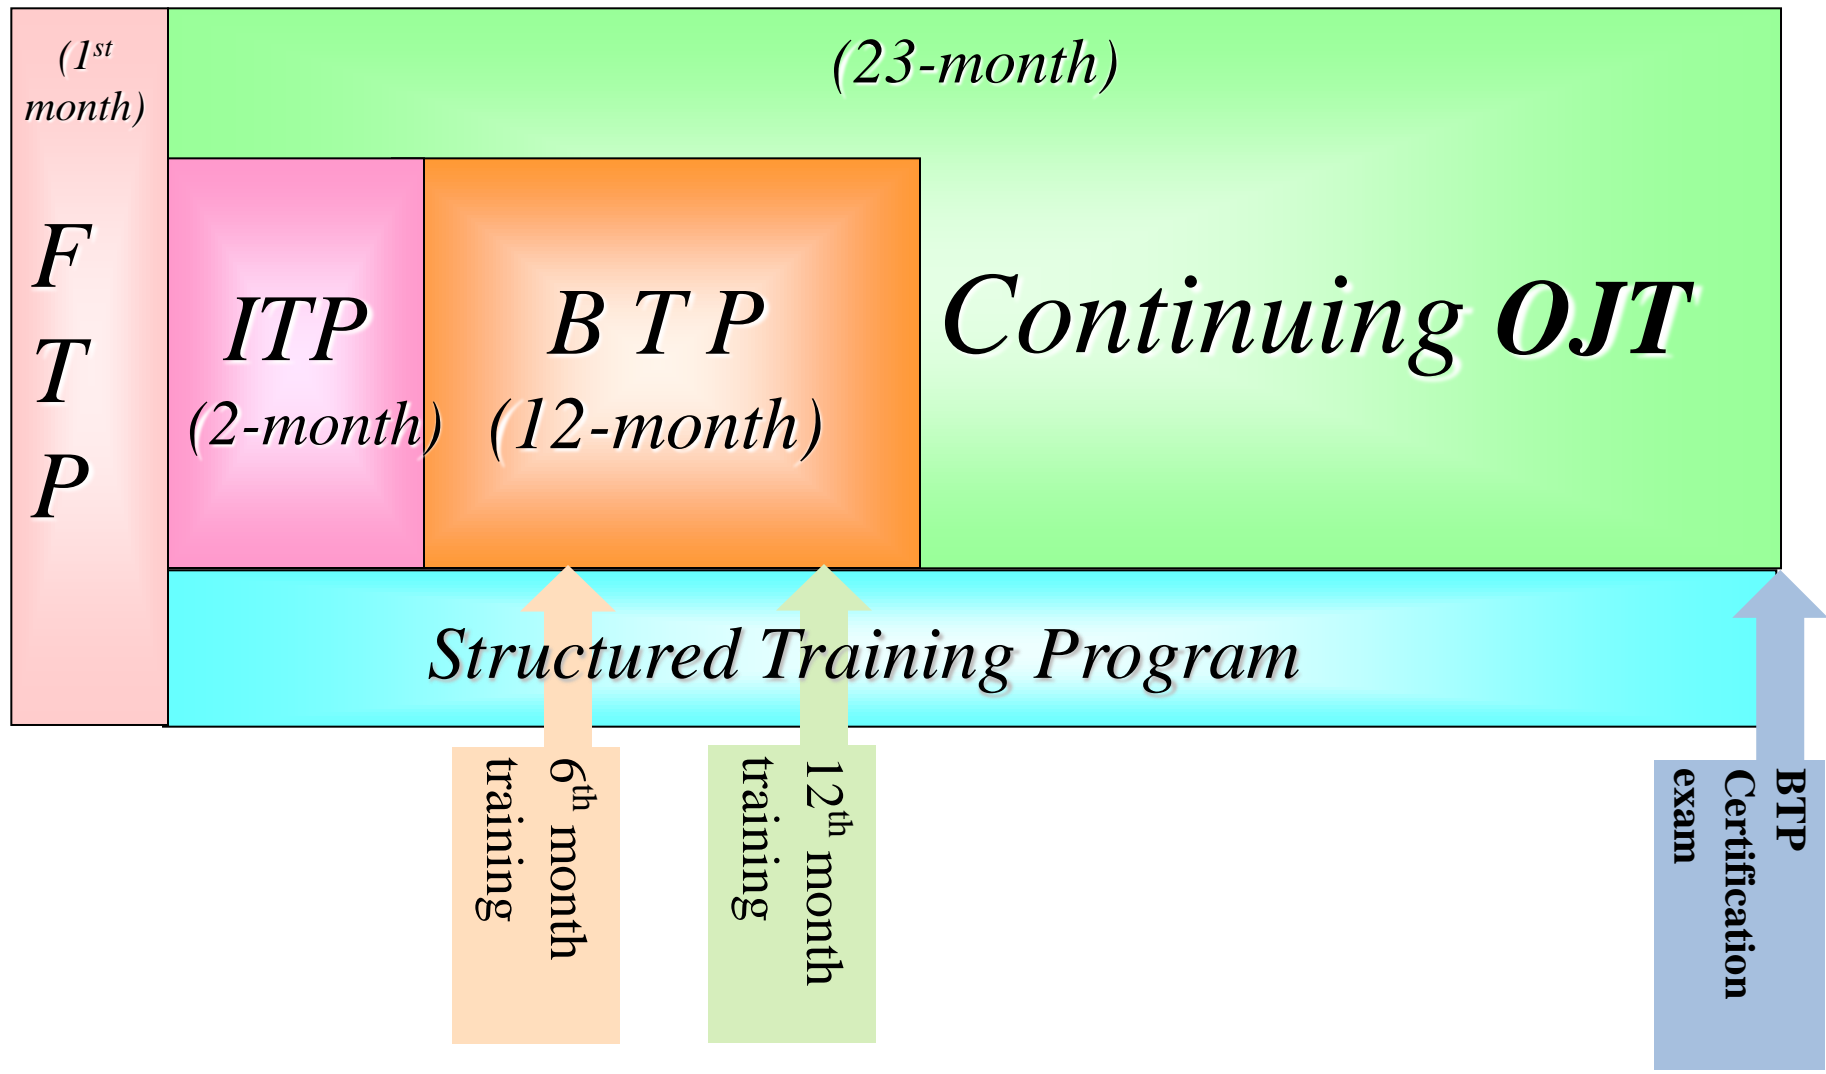 (1st
month)
F
T
P
(23-month)
ITP
(2-month)
B T P
(12-month)
Continuing OJT
Structured Training Program
6th month
training
12th month
training
BTP
Certification
exam